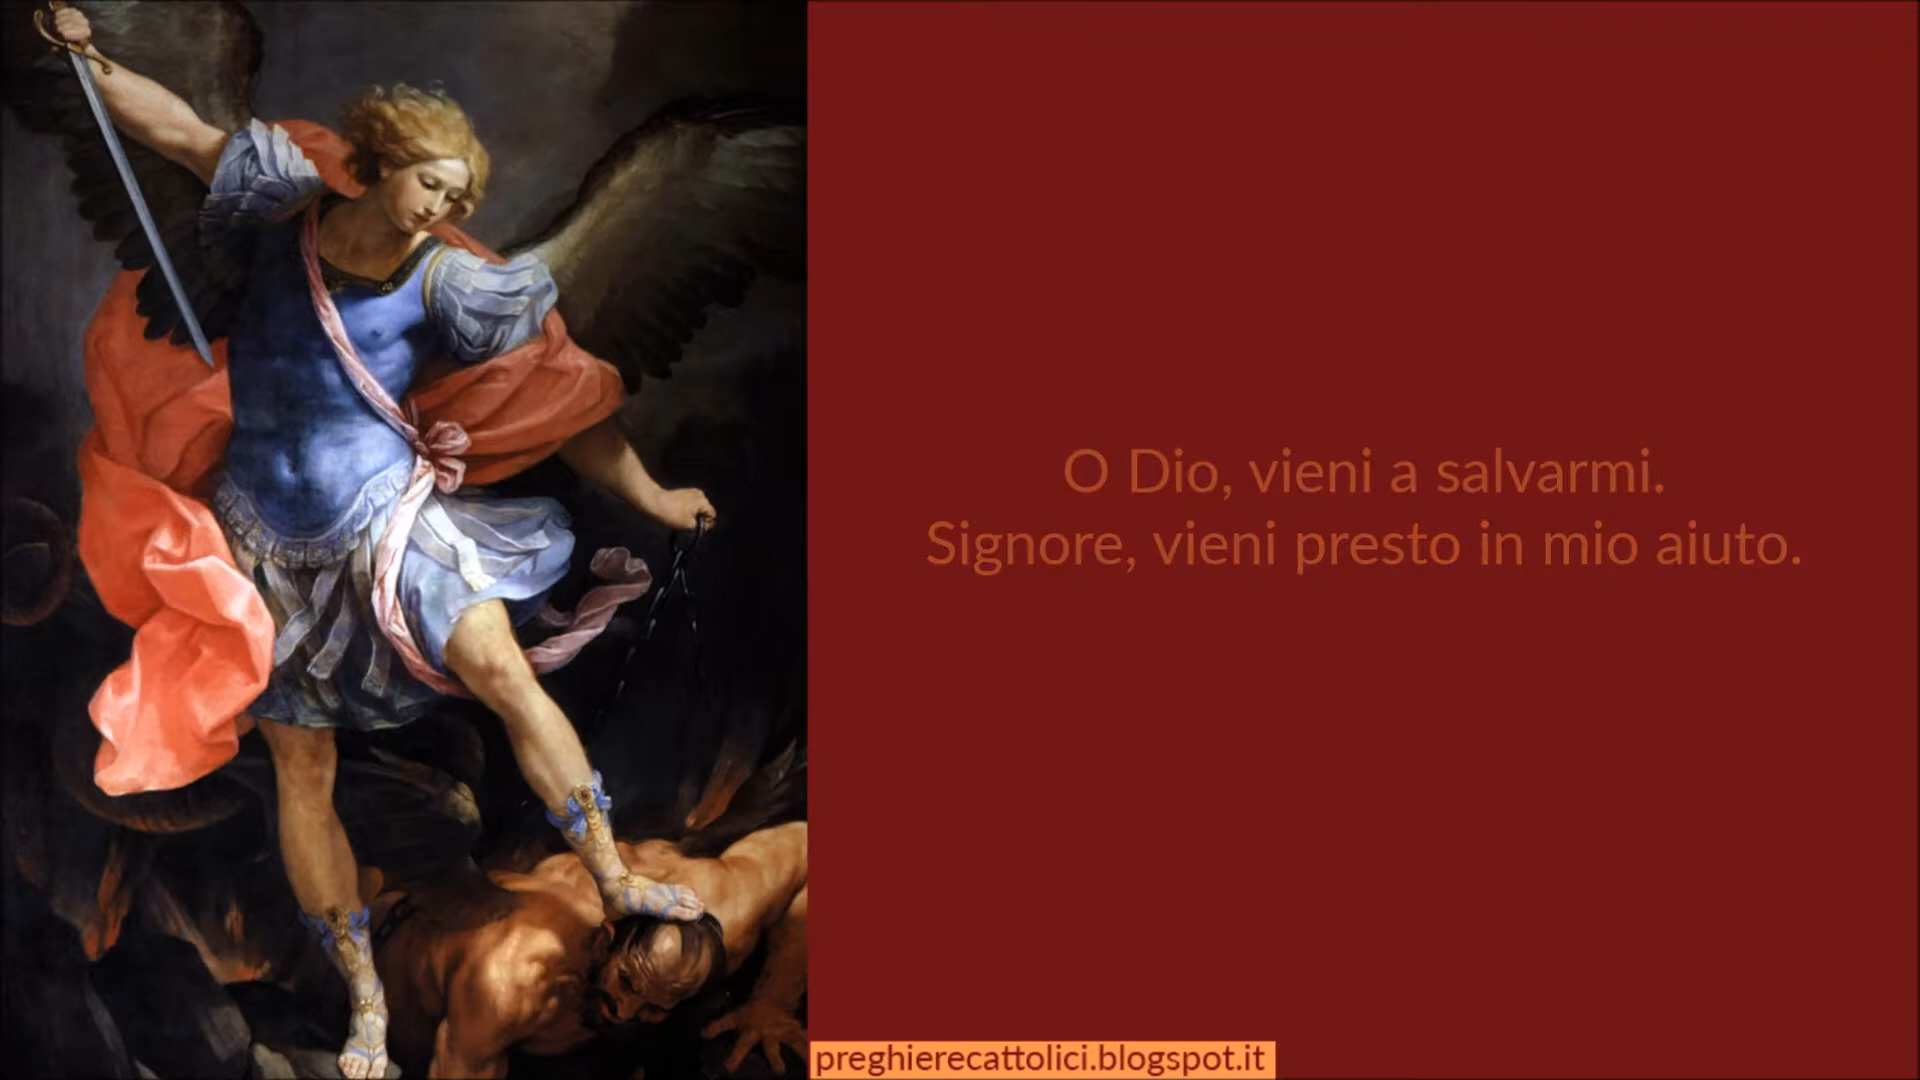 O Dio, vieni a salvarmi.
Signore, vieni presto in mio aiuto.
preghierecattolici.blogspot.it